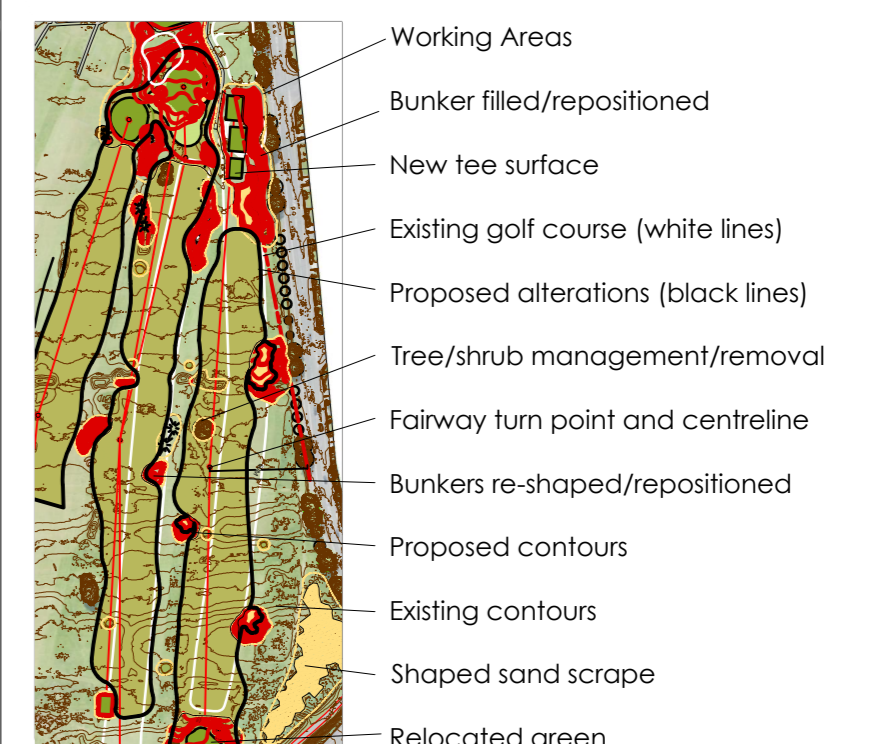 Working Areas
Bunker filled/repositioned
New tee surface
Existing golf course (white lines)
Proposed alterations (black lines)
Tree/shrub management/removal
Fairway turn point and centreline
Bunkers re-shaped/repositioned
Proposed contours
Existing contours
Shaped sand scrape
Relocated green